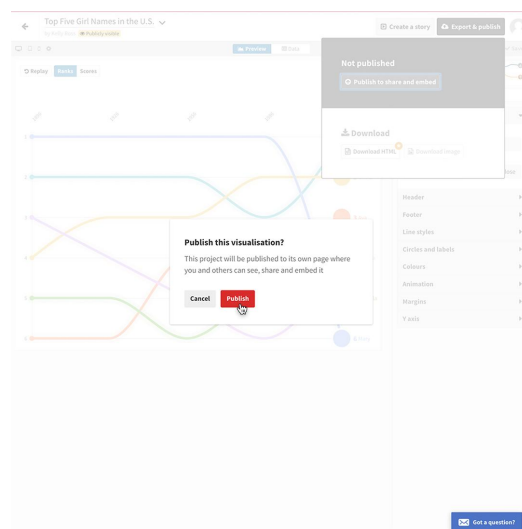 Top Five Girl Names in the U.S.
Publicly visible
Create a story
Export & publish
Preview
Data
Replay
Ranks
Scores
Not published
Publish to share and embed
Download
Download HTML
Download image
Header
Footer
Line styles
Circles and labels
Colours
Animation
Margins
Y axis
Publish this visualisation?
This project will be published to its own page where
you and others can see, share and embed it
Cancel
Publish
Got a question?